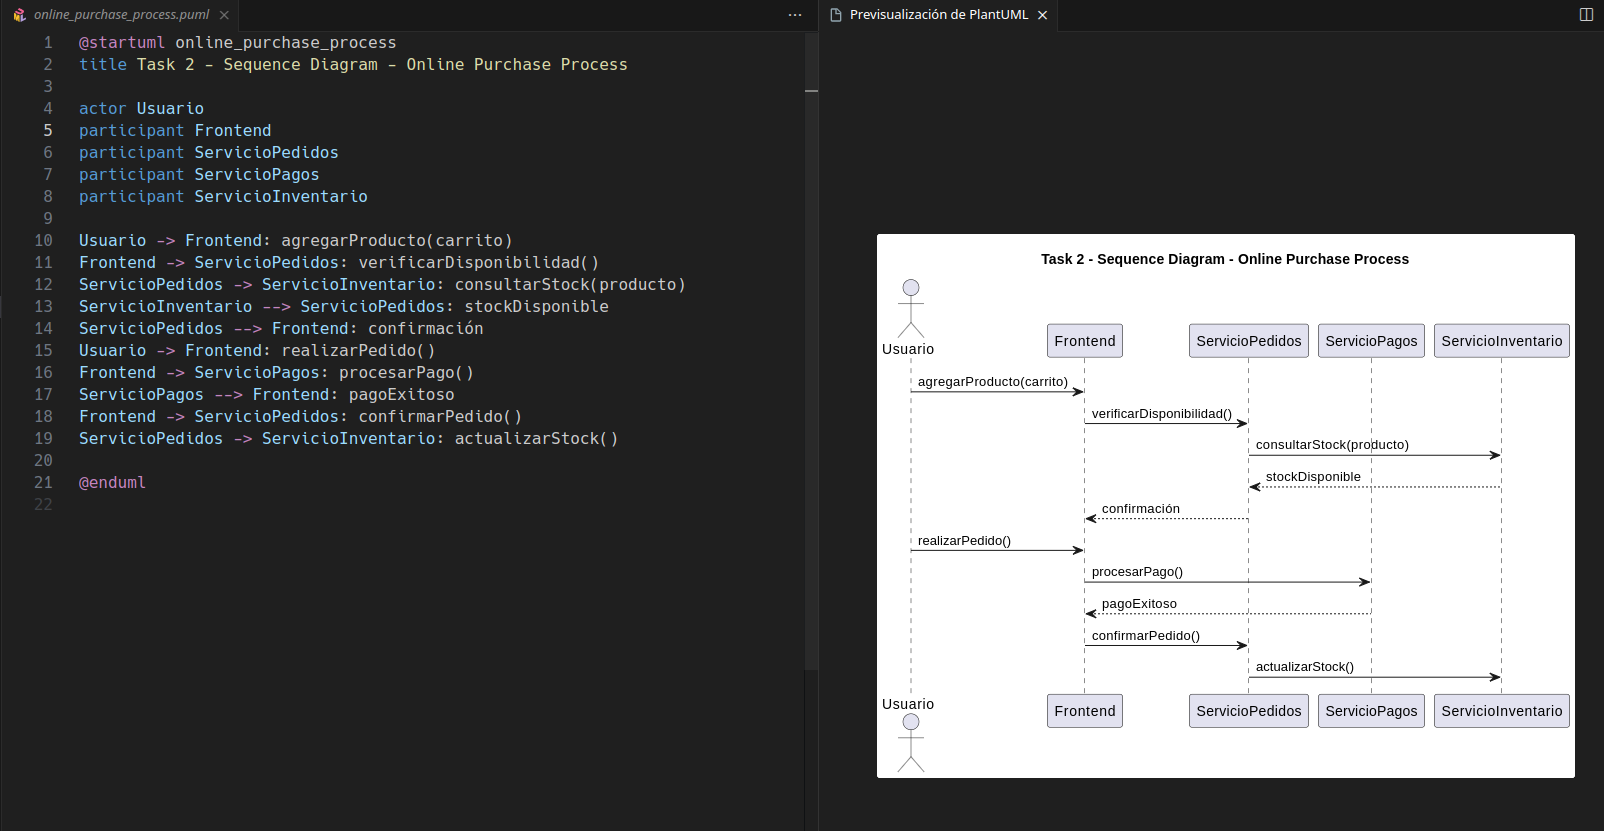 online_purchase_process.puml
1 @startuml online_purchase_process
2 title Task 2 - Sequence Diagram - Online Purchase Process
3
4 actor Usuario
5 participant Frontend
6 participant ServicioPedidos
7 participant ServicioPagos
8 participant ServicioInventario
9
10 Usuario -> Frontend: agregarProducto(carrito)
11 Frontend -> ServicioPedidos: verificarDisponibilidad()
12 ServicioPedidos -> ServicioInventario: consultarStock(producto)
13 ServicioInventario --> ServicioPedidos: stockDisponible
14 ServicioPedidos --> Frontend: confirmación
15 Usuario -> Frontend: realizarPedido()
16 Frontend -> ServicioPagos: procesarPago()
17 ServicioPagos --> Frontend: pagoExitoso
18 Frontend -> ServicioPedidos: confirmarPedido()
19 ServicioPedidos -> ServicioInventario: actualizarStock()
20
21 @enduml
22
Previsualización de PlantUML
Task 2 - Sequence Diagram - Online Purchase Process
Usuario Frontend ServicioPedidos ServicioPagos ServicioInventario
agregarProducto(carrito)
verificarDisponibilidad()
consultarStock(producto)
stockDisponible
confirmación
realizarPedido()
procesarPago()
pagoExitoso
confirmarPedido()
actualizarStock()
Usuario Frontend ServicioPedidos ServicioPagos ServicioInventario